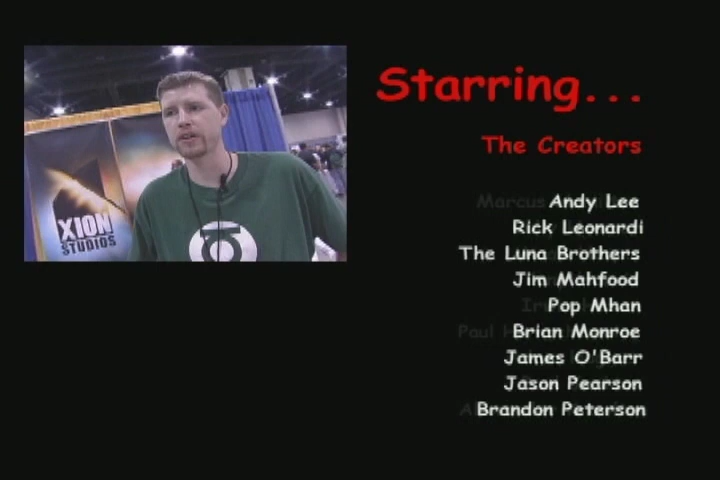 Starring...
The Creators
Andy Lee
Rick Leonardi
The Luna Brothers
Jim Mahfood
Pop Mhan
Brian Monroe
James O'Barr
Jason Pearson
Brandon Peterson
XION
STUDIOS